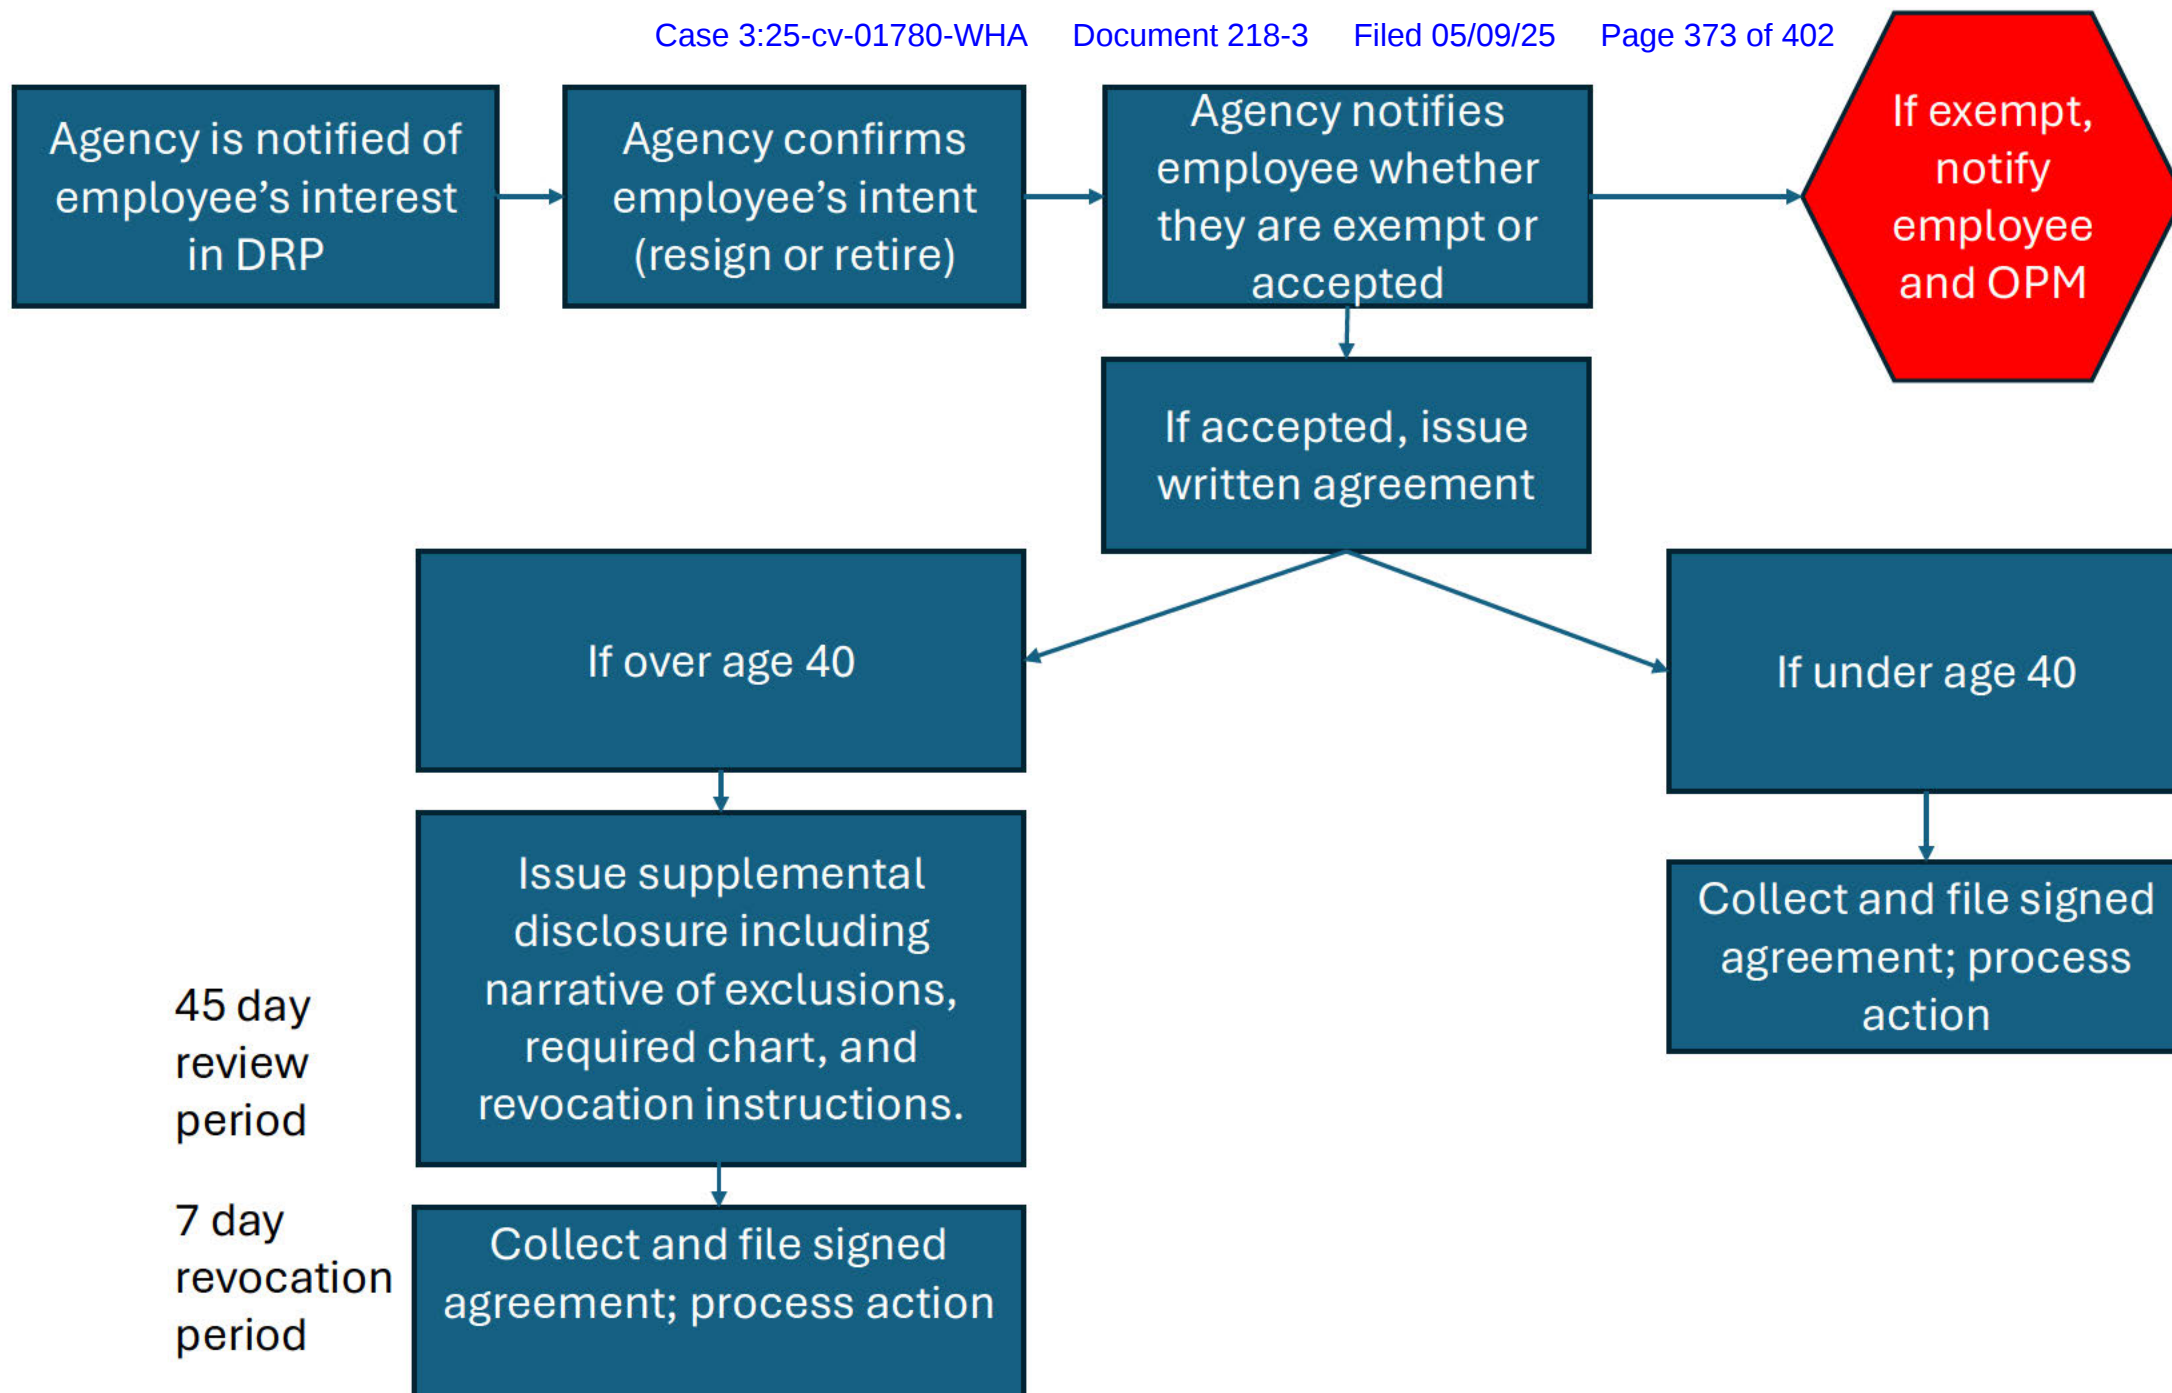 Case 3:25-cv-01780-WHA Document 218-3 Filed 05/09/25 Page 373 of 402
Agency is notified of
employee’s interest
in DRP
Agency confirms
employee’s intent
(resign or retire)
Agency notifies
employee whether
they are exempt or
accepted
If exempt,
notify
employee
and OPM
If accepted, issue
written agreement
If over age 40
If under age 40
Issue supplemental
disclosure including
narrative of exclusions,
required chart, and
revocation instructions.
Collect and file signed
agreement; process
action
45 day
review
period
7 day
revocation
period
Collect and file signed
agreement; process action